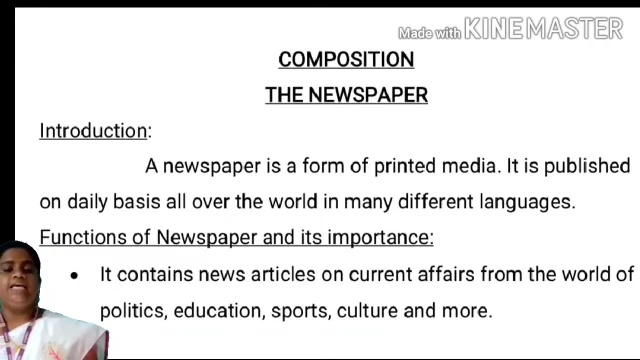 Made with KINEMASTER
COMPOSITION
THE NEWSPAPER
Introduction:
A newspaper is a form of printed media. It is published
on daily basis all over the world in many different languages.
Functions of Newspaper and its importance:
• It contains news articles on current affairs from the world of
politics, education, sports, culture and more.